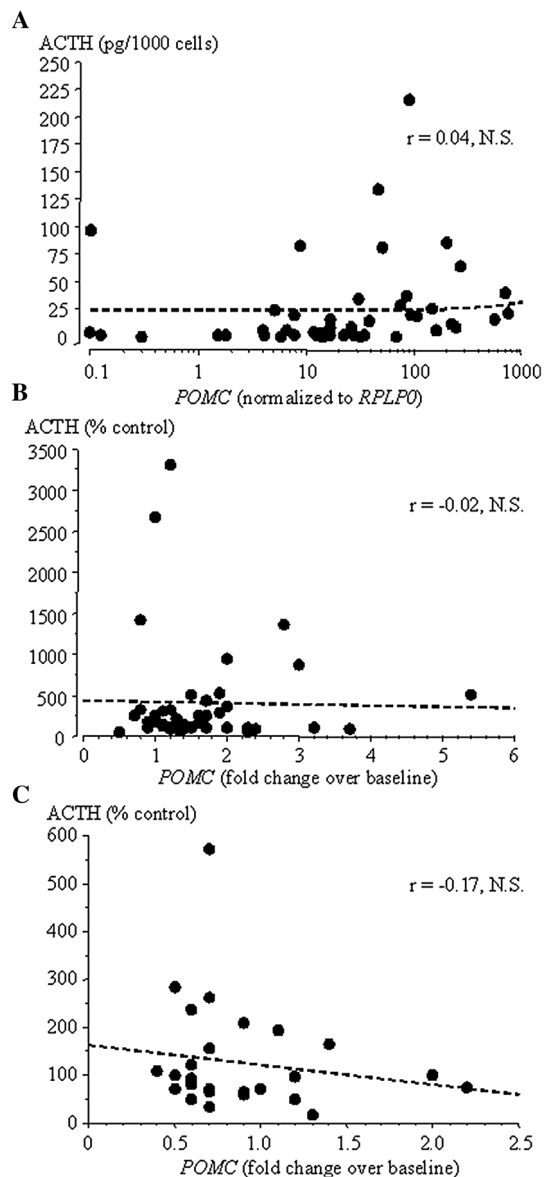 A
ACTH (pg/1000 cells)
250
225
200
175
150
125
100
75
50
25
0
r = 0.04, N.S.
0.1 1 10 100 1000
POMC (normalized to RPLP0)
B
ACTH (% control)
3500
3000
2500
2000
1500
1000
500
0
r = -0.02, N.S.
0 1 2 3 4 5 6
POMC (fold change over baseline)
C
ACTH (% control)
600
500
400
300
200
100
0
r = -0.17, N.S.
0 0.5 1.0 1.5 2.0 2.5
POMC (fold change over baseline)